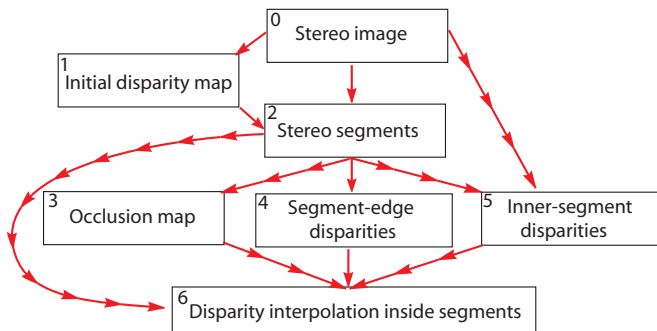 0
Stereo image
1
Initial disparity map
2
Stereo segments
3
Occlusion map
4
Segment-edge
disparities
5
Inner-segment
disparities
6
Disparity interpolation inside segments